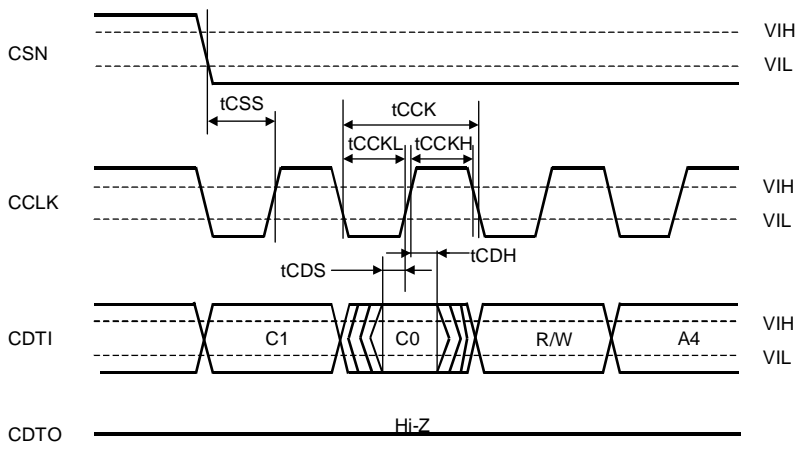 VIH
CSN
VIL
tCSS
tCCK
tCCKL
tCCKH
VIH
CCLK
VIL
tCDH
tCDS
VIH
CDTI
C1
C0
R/W
A4
VIL
Hi-Z
CDTO